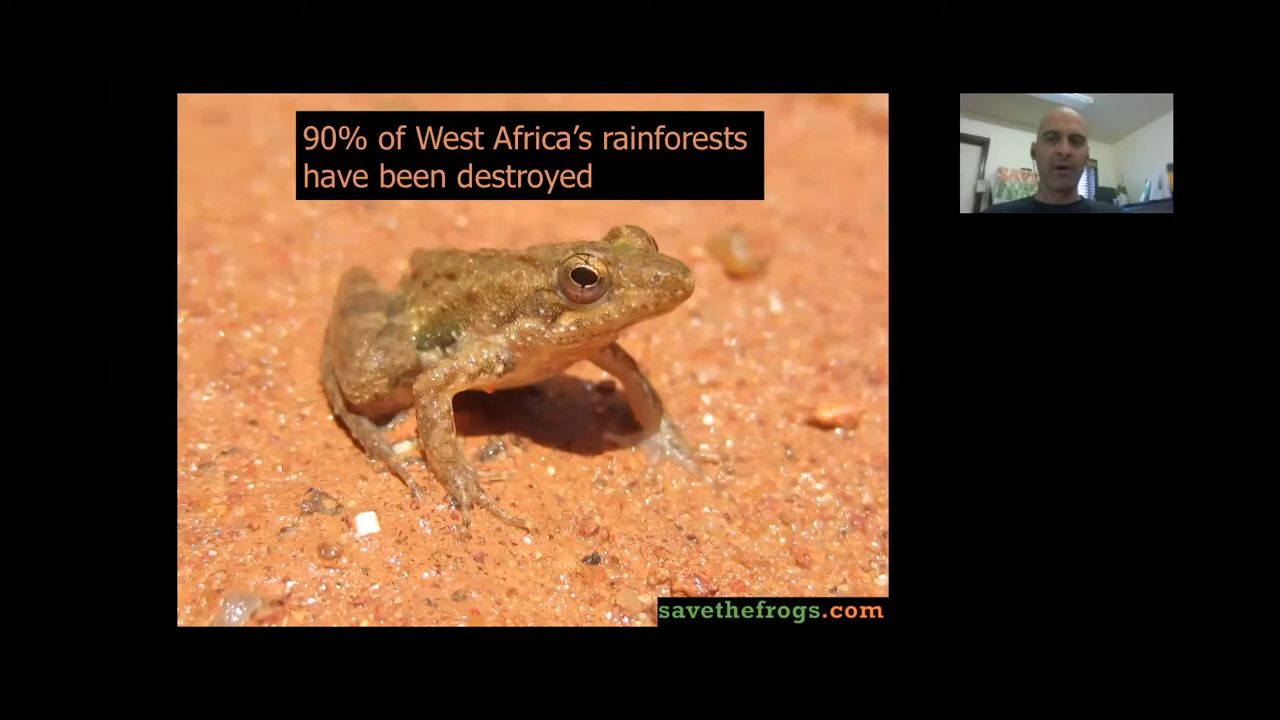 90% of West Africa’s rainforests
have been destroyed
savethefrogs.com